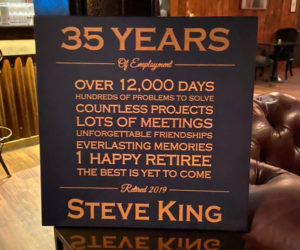 35 YEARS
Of Employment
OVER 12,000 DAYS
HUNDREDS OF PROBLEMS TO SOLVE
COUNTLESS PROJECTS
LOTS OF MEETINGS
UNFORGETTABLE FRIENDSHIPS
EVERLASTING MEMORIES
1 HAPPY RETIREE
THE BEST IS YET TO COME
Retired 2019
STEVE KING